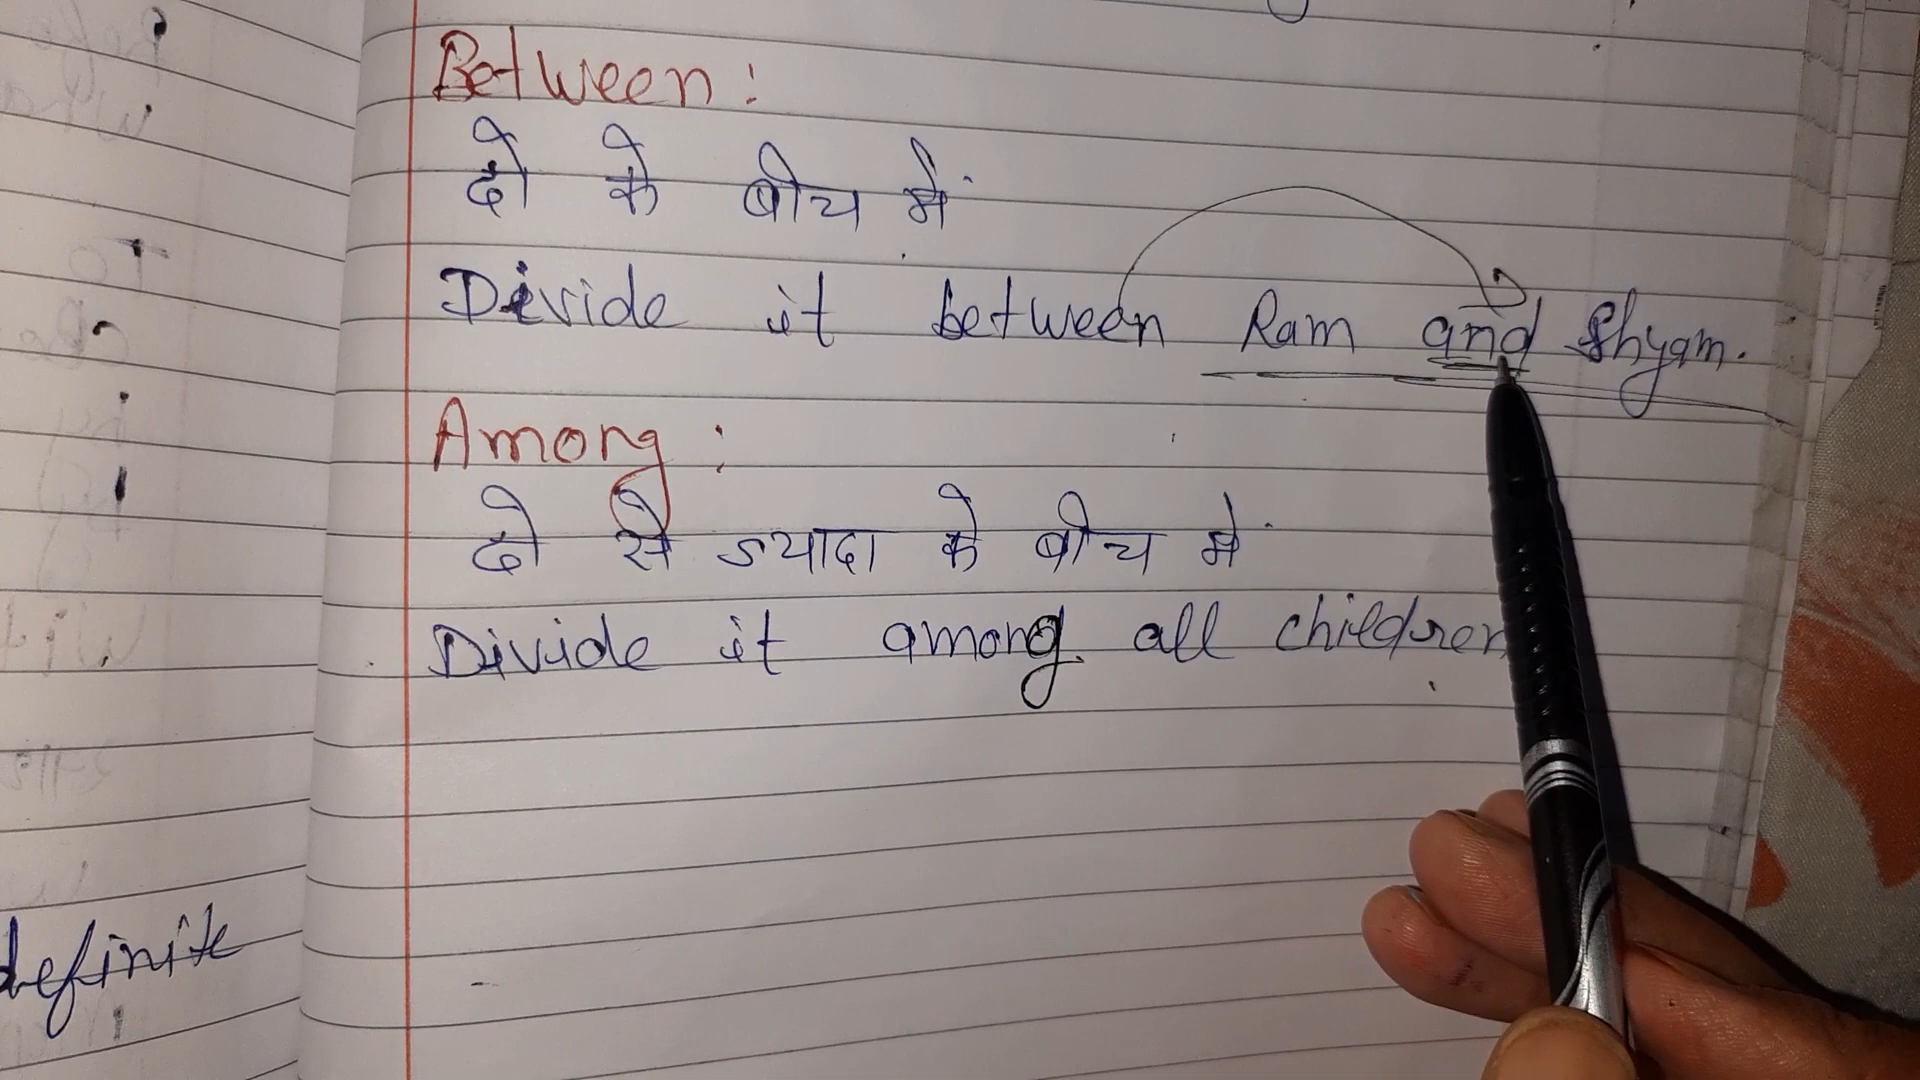 Between :
दो के बीच में
Divide it between Ram and Shyam.
Among :
दो से ज्यादा के बीच में
Divide it among all children
definite